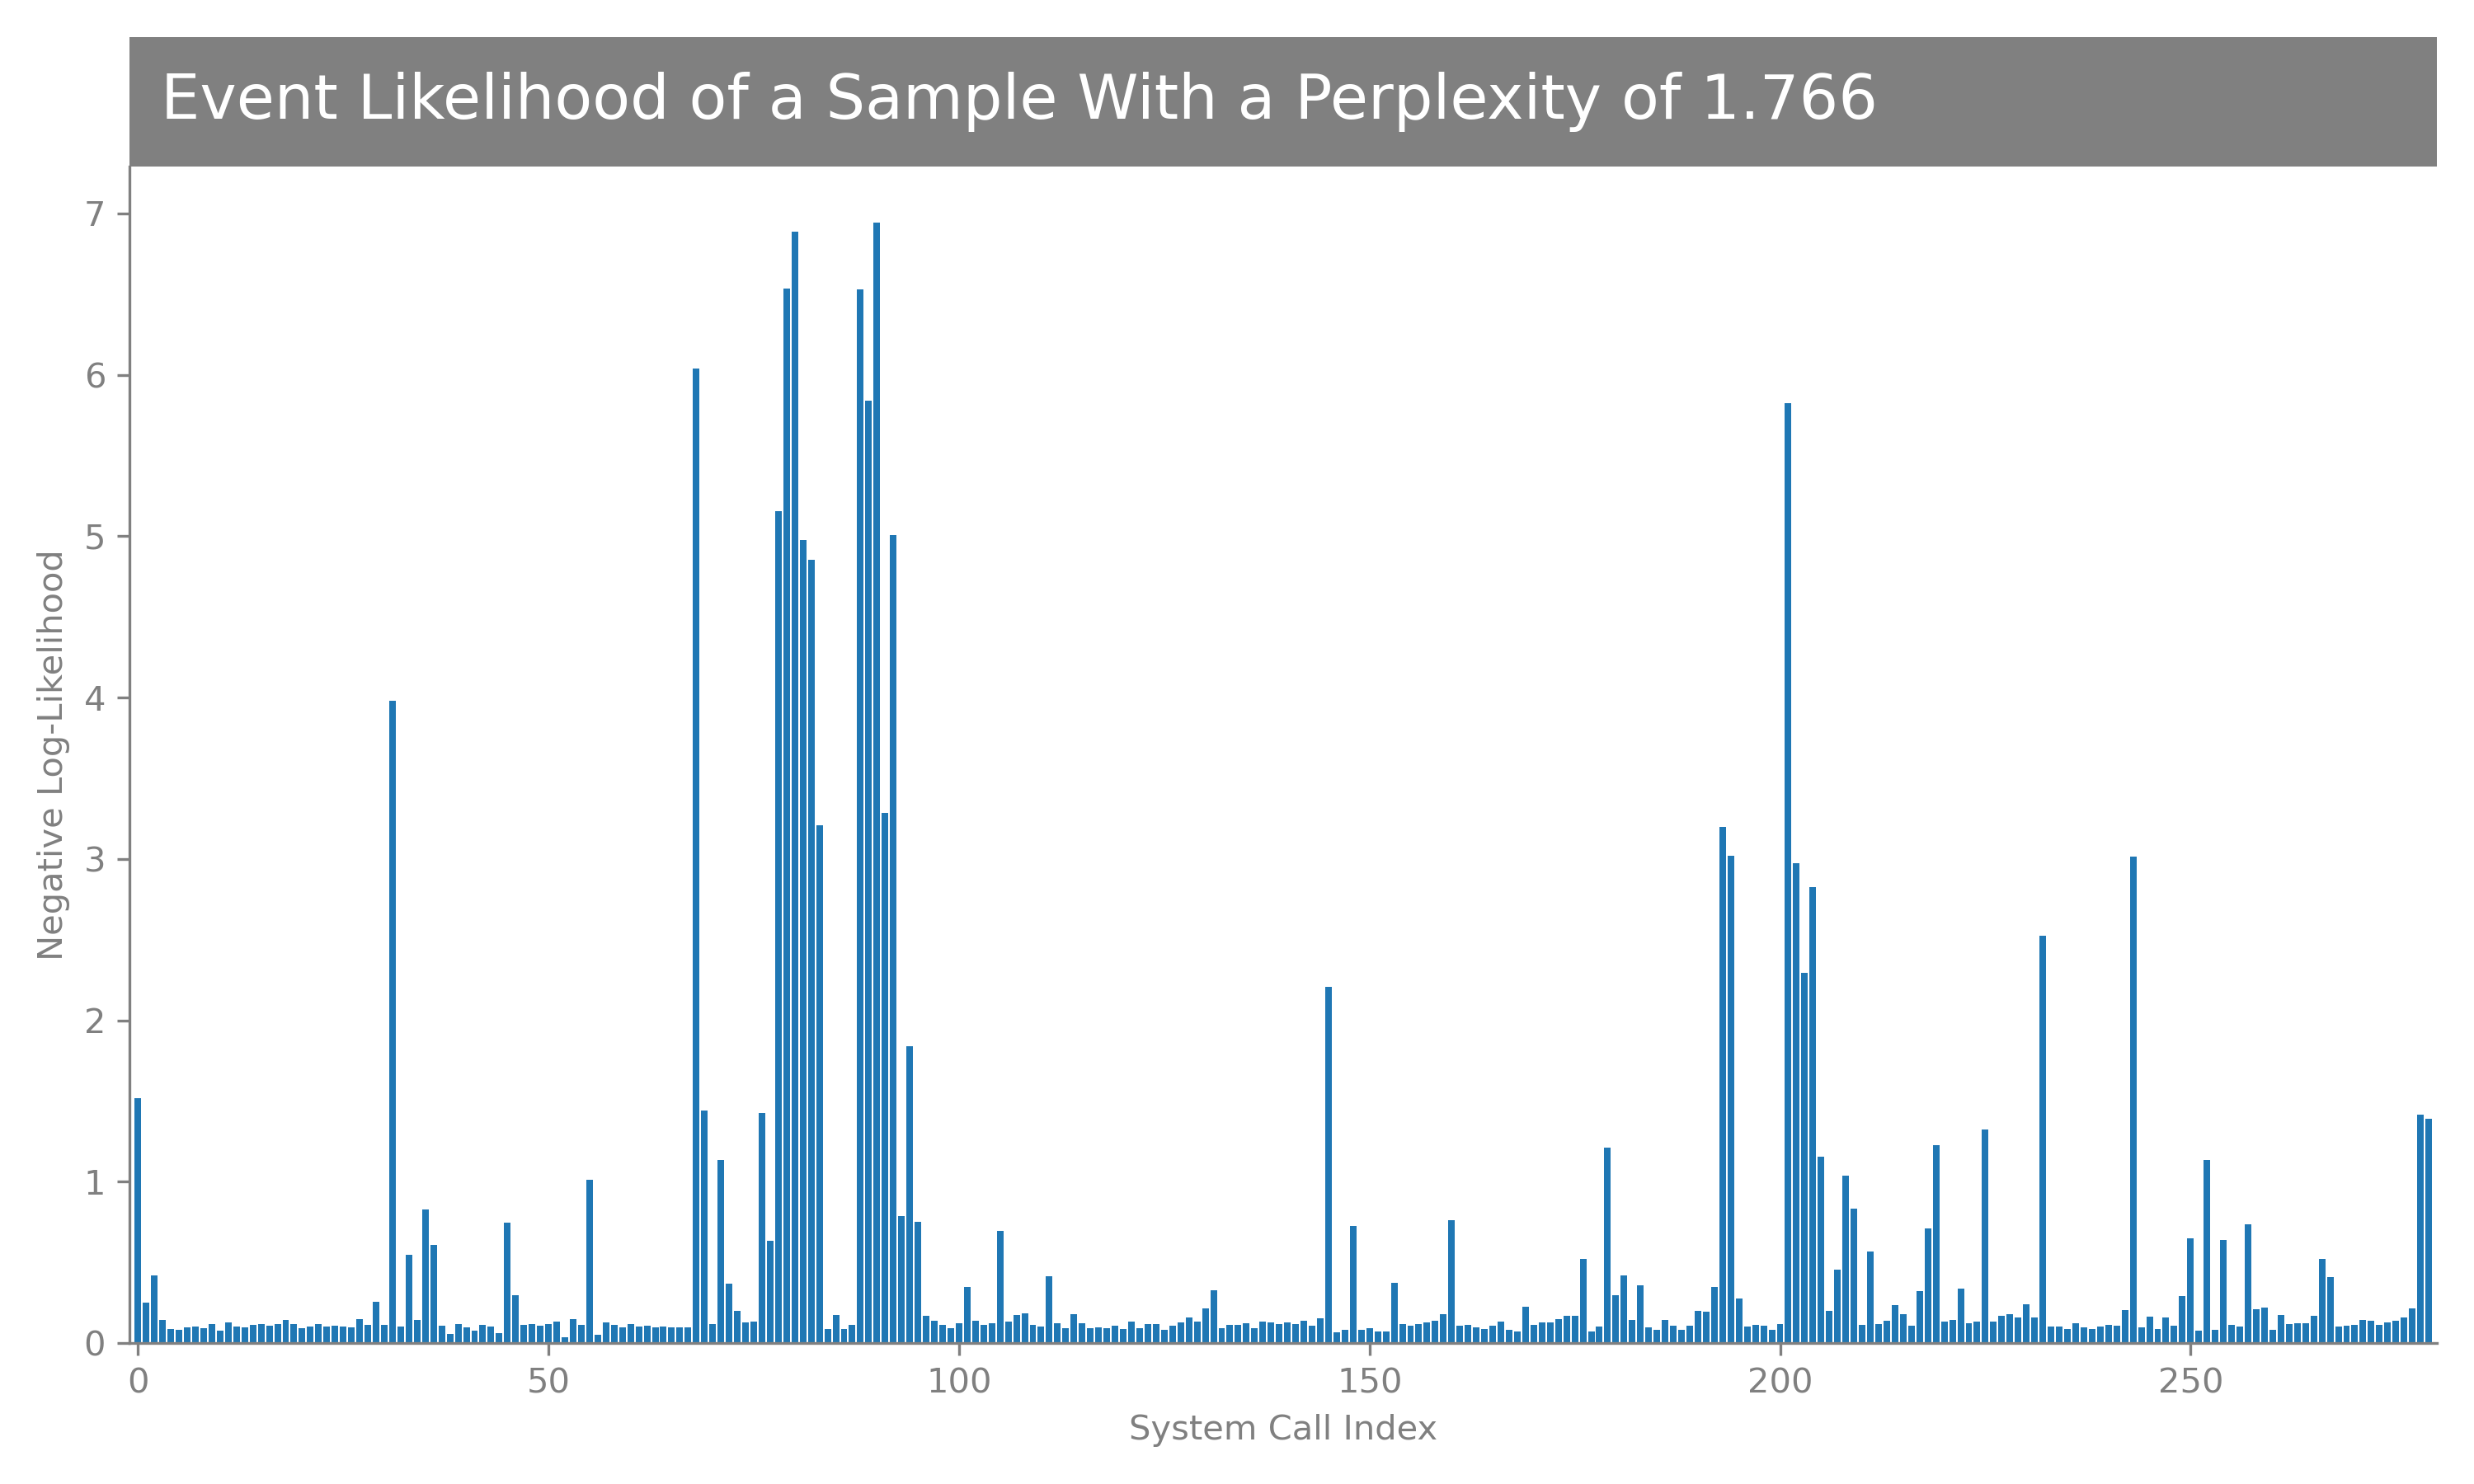 Event Likelihood of a Sample With a Perplexity of 1.766
Negative Log-Likelihood
7
6
5
4
3
2
1
0
0 50 100 150 200 250
System Call Index